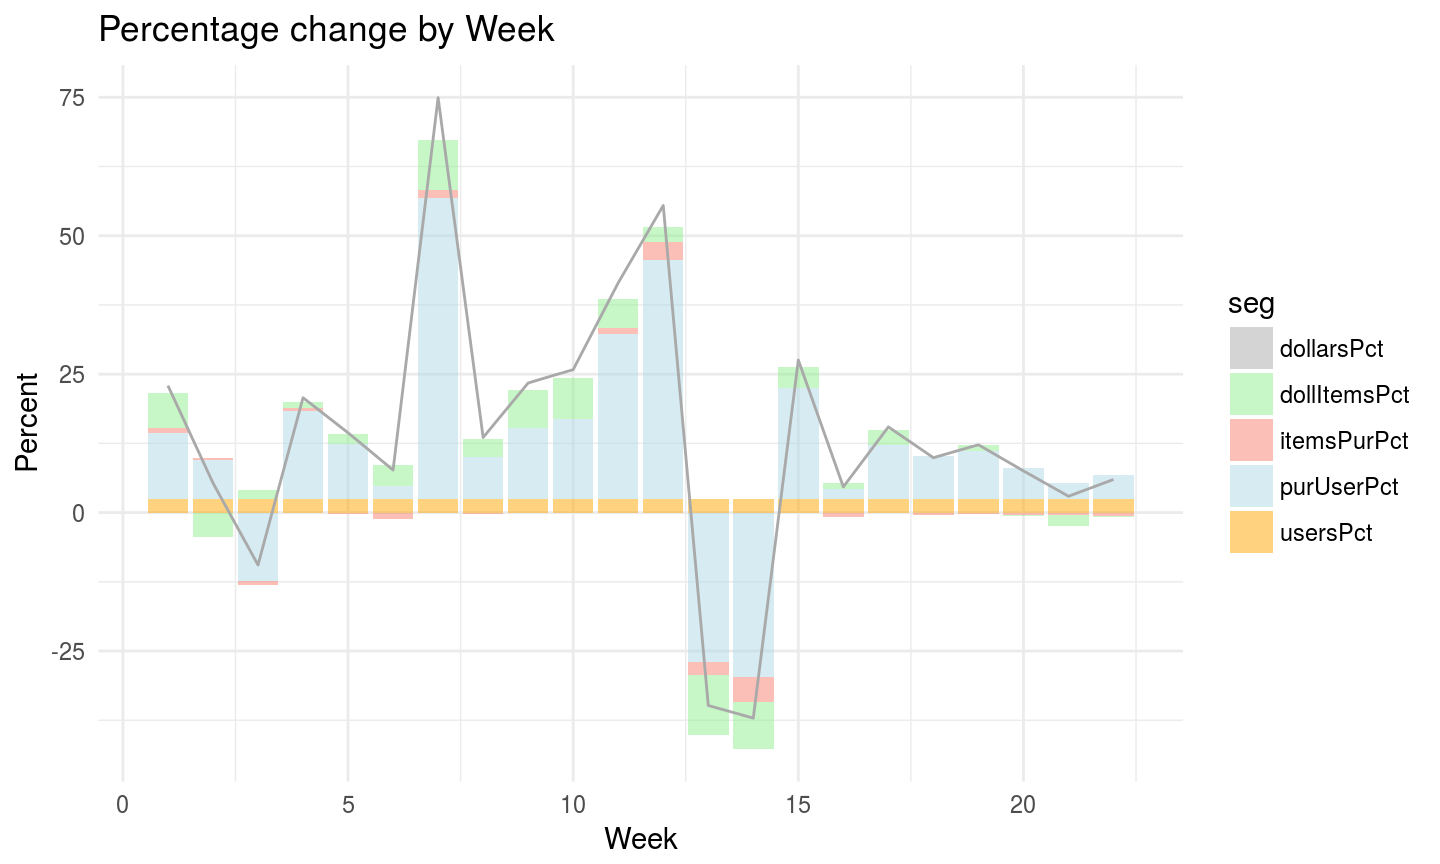 Percentage change by Week
75
50
25
0
-25
Percent
0 5 10 15 20
Week
seg
dollarsPct
dollItemsPct
itemsPurPct
purUserPct
usersPct